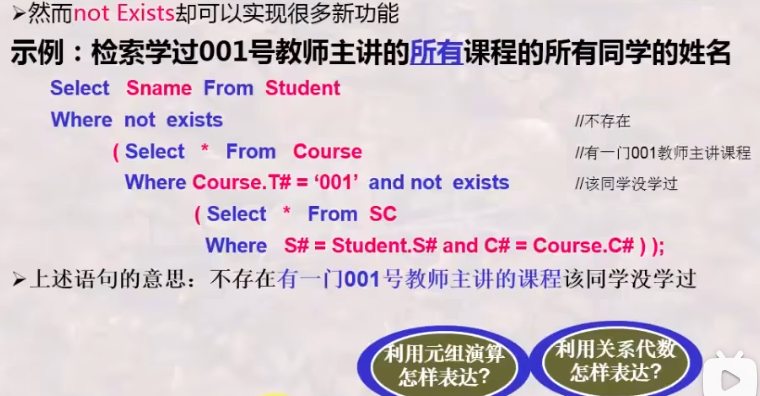 ➢然而not Exists却可以实现很多新功能
示例：检索学过001号教师主讲的所有课程的所有同学的姓名
Select Sname From Student
Where not exists //不存在
( Select * From Course //有一门001教师主讲课程
Where Course.T# = ‘001’ and not exists //该同学没学过
( Select * From SC
Where S# = Student.S# and C# = Course.C# ) );
➢上述语句的意思：不存在有一门001号教师主讲的课程该同学没学过
利用元组演算
怎样表达?
利用关系代数
怎样表达?